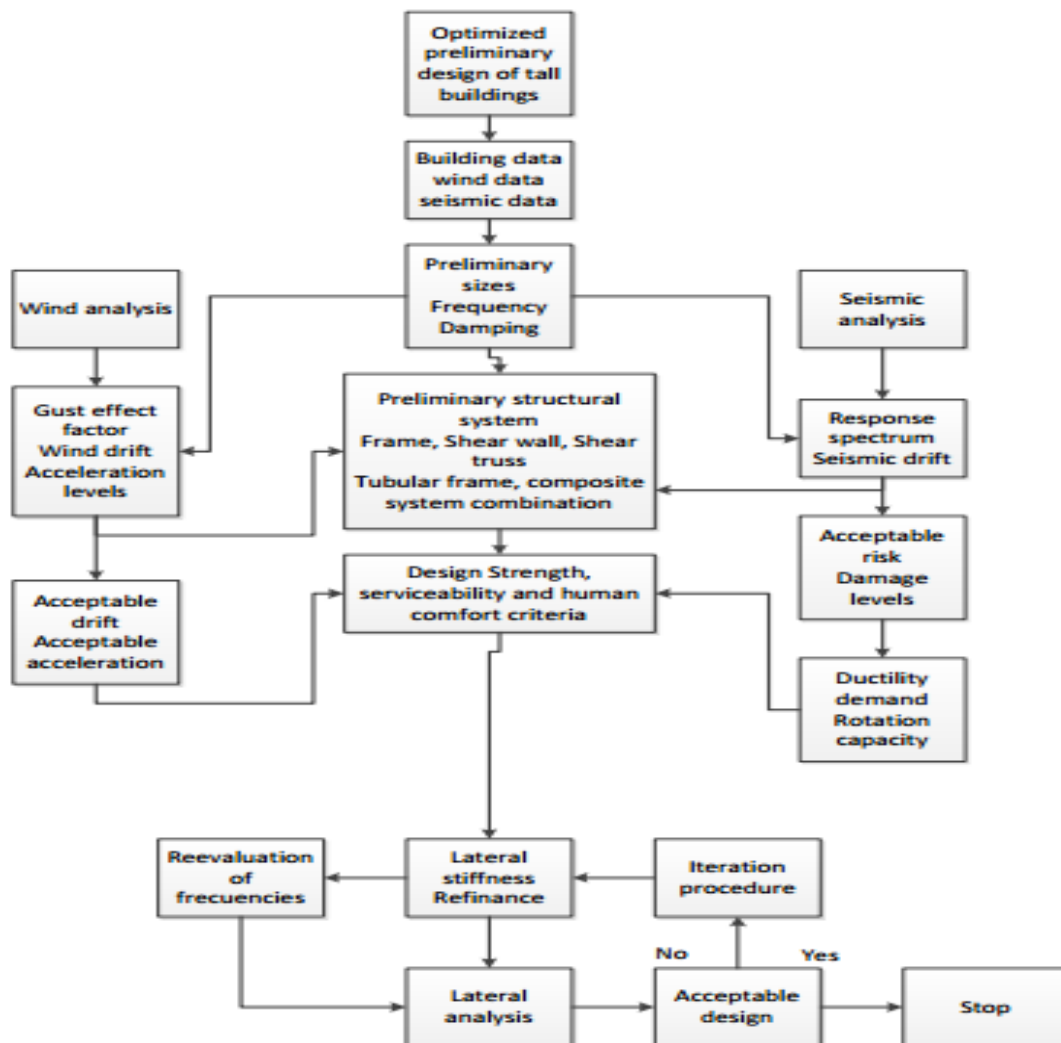 Optimized
preliminary
design of tall
buildings
Building data
wind data
seismic data
Preliminary
sizes
Frequency
Damping
Wind analysis
Seismic
analysis
Gust effect
factor
Wind drift
Acceleration
levels
Preliminary structural
system
Frame, Shear wall, Shear
truss
Tubular frame, composite
system combination
Response
spectrum
Seismic drift
Acceptable
risk
Damage
levels
Design Strength,
serviceability and human
comfort criteria
Acceptable
drift
Acceptable
acceleration
Ductility
demand
Rotation
capacity
Reevaluation
of
frecuencies
Lateral
stiffness
Refinance
Iteration
procedure
No
Yes
Lateral
analysis
Acceptable
design
Stop